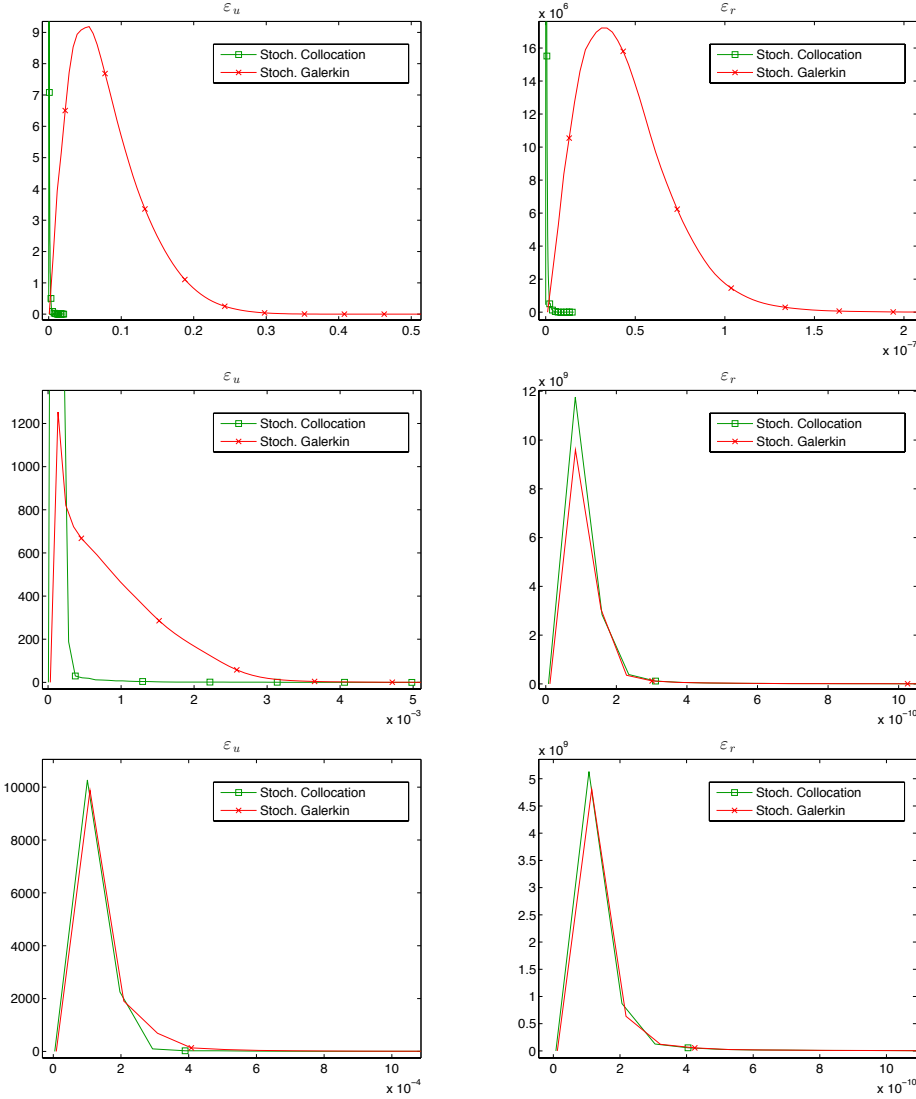 ε_u
9
8
7
6
5
4
3
2
1
0
0 0.1 0.2 0.3 0.4 0.5
Stoch. Collocation
Stoch. Galerkin
ε_r
x 10^6
16
14
12
10
8
6
4
2
0
0 0.5 1 1.5 2
x 10^-7
Stoch. Collocation
Stoch. Galerkin
ε_u
1200
1000
800
600
400
200
0
0 1 2 3 4 5
x 10^-3
Stoch. Collocation
Stoch. Galerkin
ε_r
x 10^9
12
10
8
6
4
2
0
0 2 4 6 8 10
x 10^-10
Stoch. Collocation
Stoch. Galerkin
ε_u
10000
8000
6000
4000
2000
0
0 2 4 6 8 10
x 10^-4
Stoch. Collocation
Stoch. Galerkin
ε_r
x 10^9
5
4.5
4
3.5
3
2.5
2
1.5
1
0.5
0
0 2 4 6 8 10
x 10^-10
Stoch. Collocation
Stoch. Galerkin